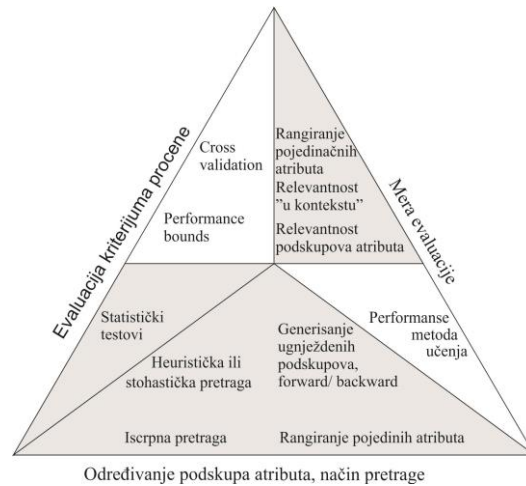 Evaluacija kriterijuma procene
Cross
validation
Performance
bounds
Rangiranje
pojedinačnih
atributa
Relevantnost
"u kontekstu"
Relevantnost
podskupova atributa
Mera evaluacije
Statistički
testovi
Heuristička ili
stohastička pretraga
Generisanje
ugnježdenih
podskupova,
forward/ backward
Performanse
metoda
učenja
Iscrpna pretraga
Rangiranje pojedinih atributa
Određivanje podskupa atributa, način pretrage